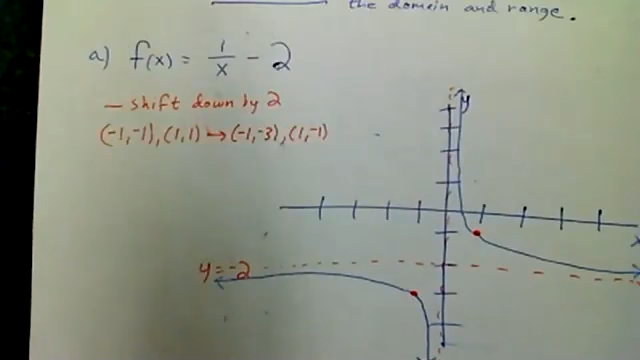 the domain and range.
a) f(x) = 1/x - 2
— shift down by 2
(-1,-1), (1,1) → (-1,-3), (1,-1)
y
x
y = -2